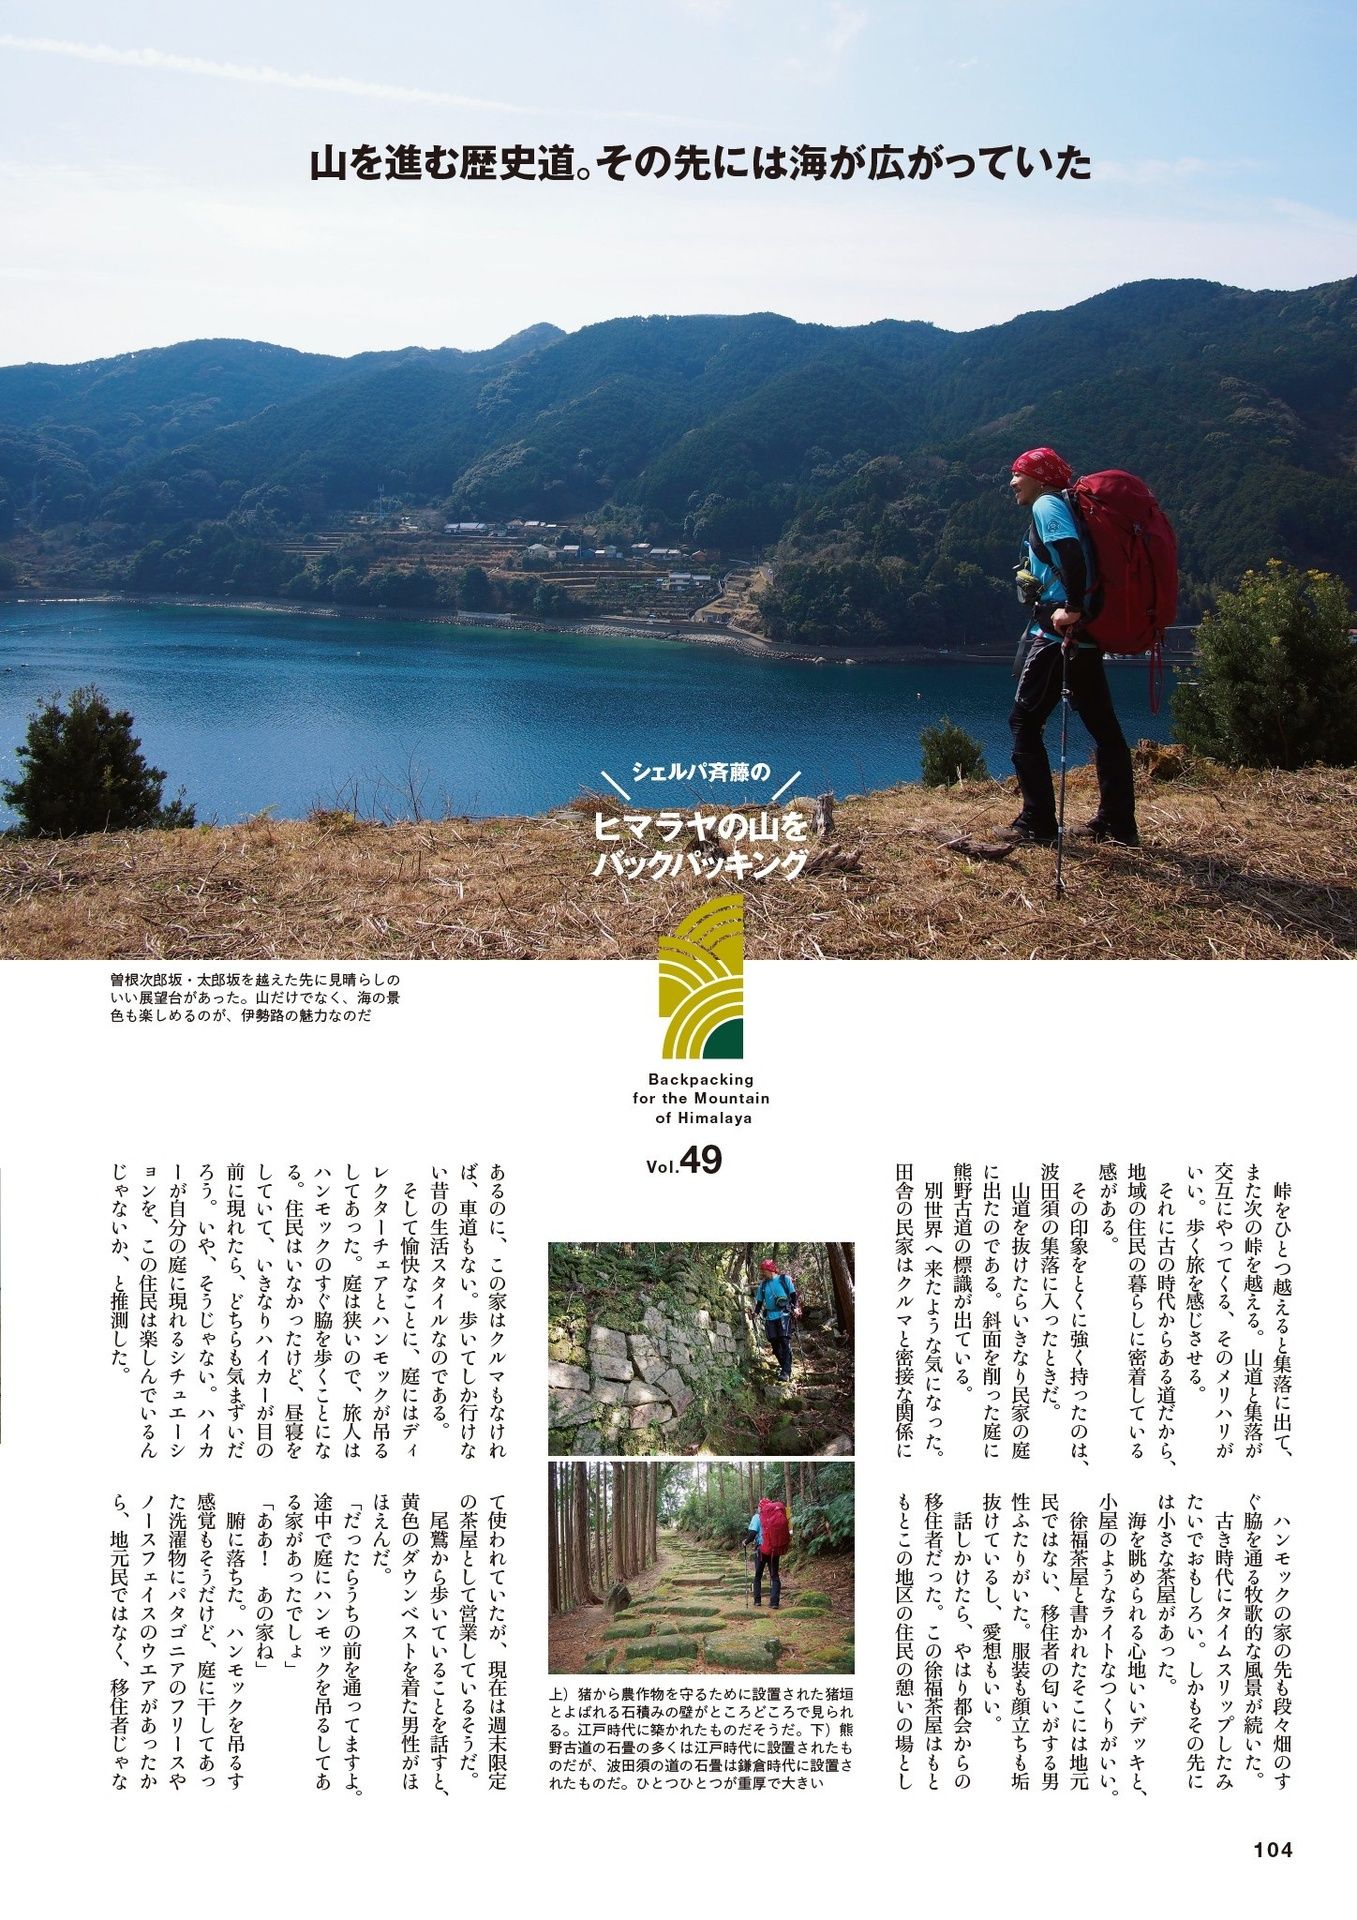 山を進む歴史道。その先には海が広がっていた
シェルパ斉藤の
ヒマラヤの山を
バックパッキング
曽根次郎坂・太郎坂を越えた先に見晴らしの
いい展望台があった。山だけでなく、海の景
色も楽しめるのが、伊勢路の魅力なのだ
Backpacking
for the Mountain
of Himalaya
Vol.49
峠をひとつ越えると集落に出て、
また次の峠を越える。山道と集落が
交互にやってくる、そのメリハリが
いい。歩く旅を感じさせる。
それに古の時代からある道だから、
地域の住民の暮らしに密着している
感がある。
その印象をとくに強く持ったのは、
波田須の集落に入ったときだ。
山道を抜けたらいきなり民家の庭
に出たのである。斜面を削った庭に
熊野古道の標識が出ている。
別世界へ来たような気になった。
田舎の民家はクルマと密接な関係に
あるのに、この家はクルマもなけれ
ば、車道もない。歩いてしか行けな
い昔の生活スタイルなのである。
そして愉快なことに、庭にはディ
レクターチェアとハンモックが吊る
してあった。庭は狭いので、旅人は
ハンモックのすぐ脇を歩くことにな
る。住民はいなかったけど、昼寝を
していて、いきなりハイカーが目の
前に現れたら、どちらも気まずいだ
ろう。いや、そうじゃない。ハイカ
ーが自分の庭に現れるシチュエーシ
ョンを、この住民は楽しんでいるん
じゃないか、と推測した。
ハンモックの家の先も段々畑のす
ぐ脇を通る牧歌的な風景が続いた。
古き時代にタイムスリップしたみ
たいでおもしろい。しかもその先に
は小さな茶屋があった。
海を眺められる心地いいデッキと、
小屋のようなライトなつくりがいい。
徐福茶屋と書かれたそこには地元
民ではない、移住者の匂いがする男
性ふたりがいた。服装も顔立ちも垢
抜けているし、愛想もいい。
話しかけたら、やはり都会からの
移住者だった。この徐福茶屋はもと
もとこの地区の住民の憩いの場とし
て使われていたが、現在は週末限定
の茶屋として営業しているそうだ。
尾鷲から歩いていることを話すと、
黄色のダウンベストを着た男性がほ
ほえんだ。
「だったらうちの前を通ってますよ。
途中で庭にハンモックを吊るしてあ
る家があったでしょ」
「ああ！　あの家ね」
腑に落ちた。ハンモックを吊るす
感覚もそうだけど、庭に干してあっ
た洗濯物にパタゴニアのフリースや
ノースフェイスのウエアがあったか
ら、地元民ではなく、移住者じゃな
上）猪から農作物を守るために設置された猪垣
とよばれる石積みの壁がところどころで見られ
る。江戸時代に築かれたものだそうだ。下）熊
野古道の石畳の多くは江戸時代に設置されたも
のだが、波田須の道の石畳は鎌倉時代に設置さ
れたものだ。ひとつひとつが重厚で大きい
104